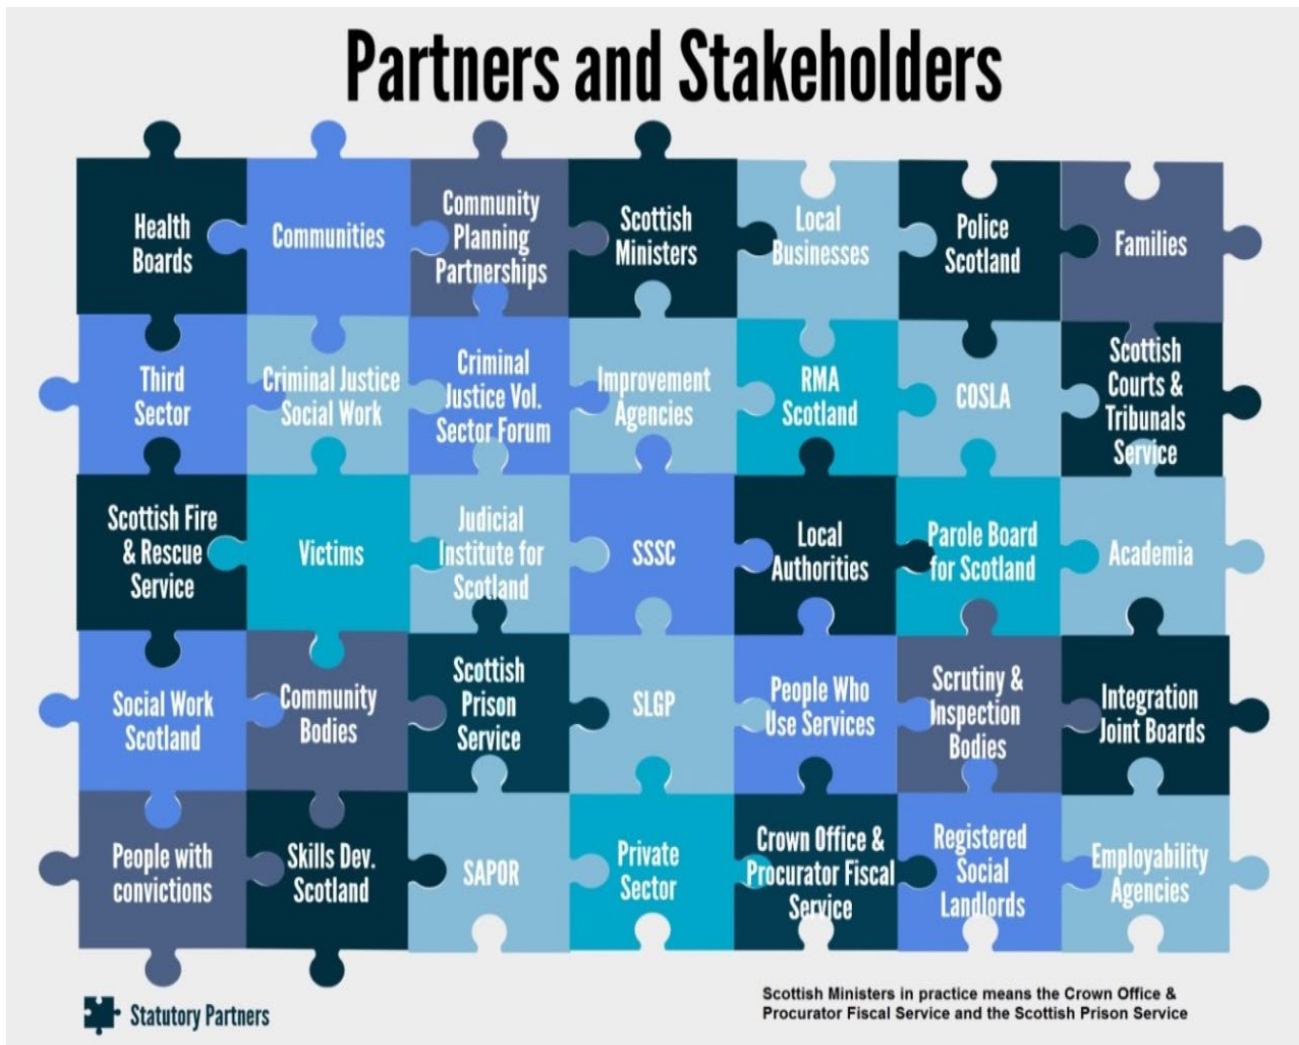 Partners and Stakeholders
Health
Boards
Communities
Community
Planning
Partnerships
Scottish
Ministers
Local
Businesses
Police
Scotland
Families
Third
Sector
Criminal Justice
Social Work
Criminal
Justice Vol.
Sector Forum
Improvement
Agencies
RMA
Scotland
COSLA
Scottish
Courts &
Tribunals
Service
Scottish Fire
& Rescue
Service
Victims
Judicial
Institute for
Scotland
SSSC
Local
Authorities
Parole Board
for Scotland
Academia
Social Work
Scotland
Community
Bodies
Scottish
Prison
Service
SLGP
People Who
Use Services
Scrutiny &
Inspection
Bodies
Integration
Joint Boards
People with
convictions
Skills Dev.
Scotland
SAPOR
Private
Sector
Crown Office &
Procurator Fiscal
Service
Registered
Social
Landlords
Employability
Agencies
Statutory Partners
Scottish Ministers in practice means the Crown Office &
Procurator Fiscal Service and the Scottish Prison Service